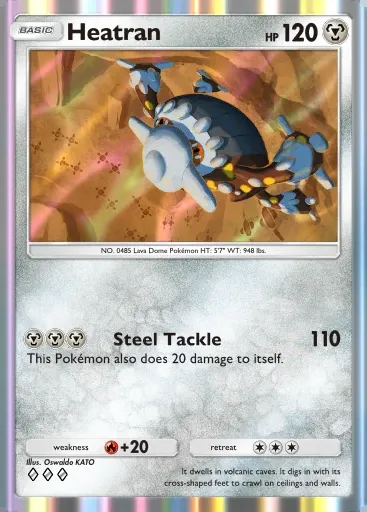 BASIC Heatran HP 120
NO. 0485 Lava Dome Pokémon HT: 5'7" WT: 948 lbs.
Steel Tackle 110
This Pokémon also does 20 damage to itself.
weakness +20 retreat
Illus. Oswaldo KATO
It dwells in volcanic caves. It digs in with its
cross-shaped feet to crawl on ceilings and walls.